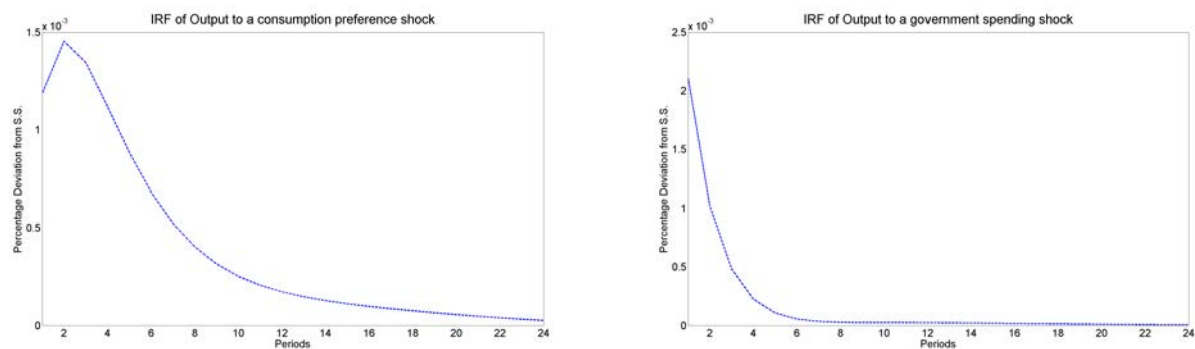 IRF of Output to a consumption preference shock
x 10⁻³
1.5
1
0.5
0
Percentage Deviation from S.S.
2 4 6 8 10 12 14 16 18 20 22 24
Periods
IRF of Output to a government spending shock
x 10⁻³
2.5
2
1.5
1
0.5
0
Percentage Deviation from S.S.
2 4 6 8 10 12 14 16 18 20 22 24
Periods